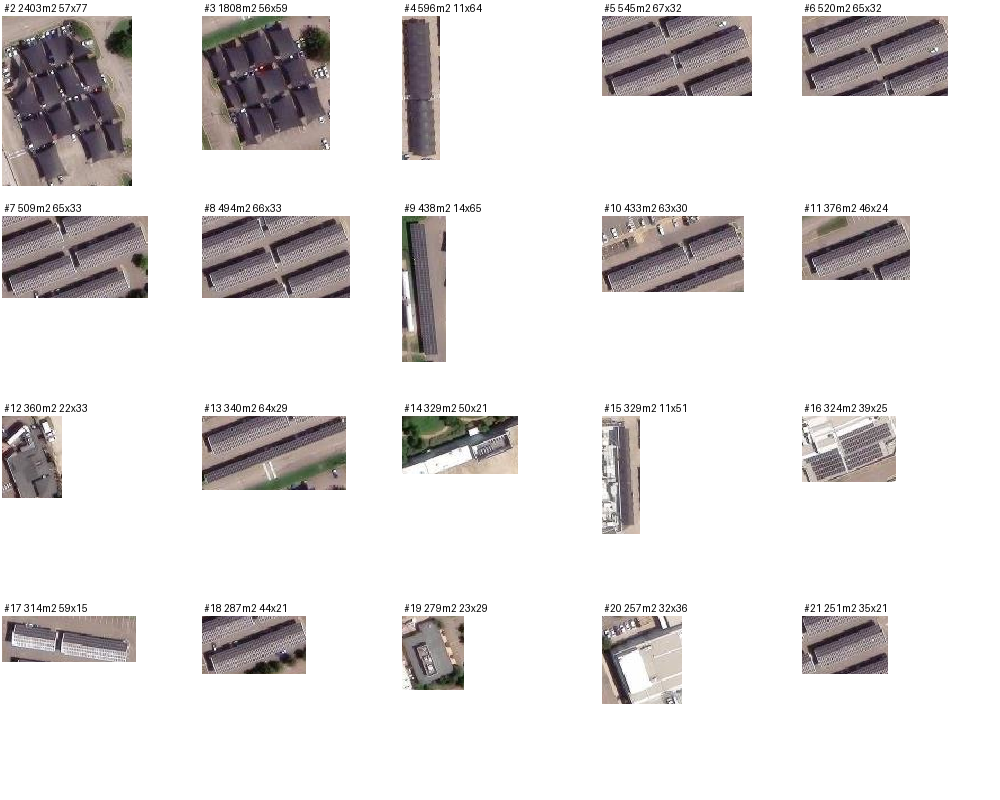 #2 2403m2 57x77
#3 1808m2 56x59
#4 596m2 11x64
#5 545m2 67x32
#6 520m2 65x32
#7 509m2 65x33
#8 494m2 66x33
#9 438m2 14x65
#10 433m2 63x30
#11 376m2 46x24
#12 360m2 22x33
#13 340m2 64x29
#14 329m2 50x21
#15 329m2 11x51
#16 324m2 39x25
#17 314m2 59x15
#18 287m2 44x21
#19 279m2 23x29
#20 257m2 32x36
#21 251m2 35x21